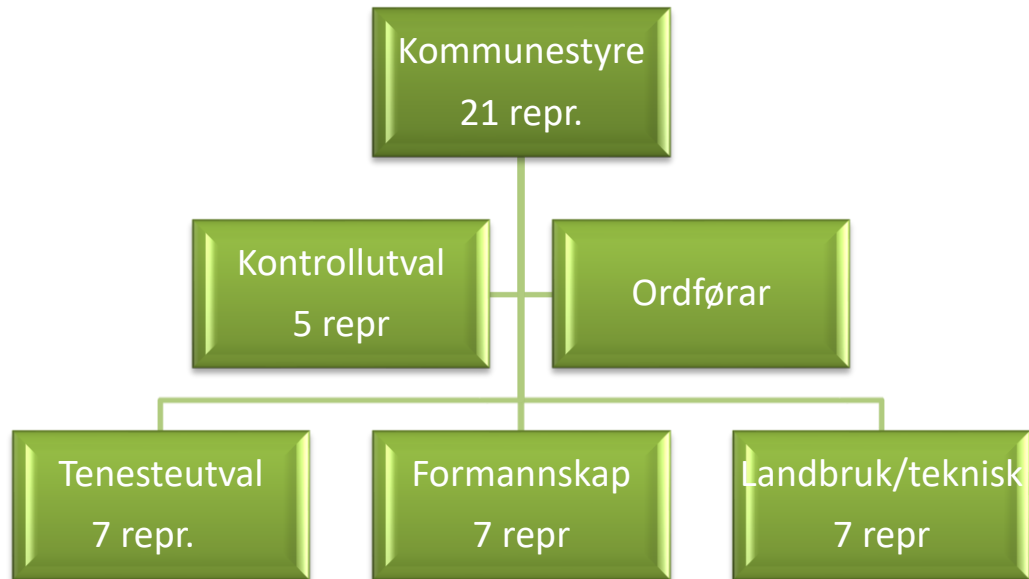 Kommunestyre
21 repr.
Kontrollutval
5 repr
Ordførar
Tenesteutval
7 repr.
Formannskap
7 repr
Landbruk/teknisk
7 repr